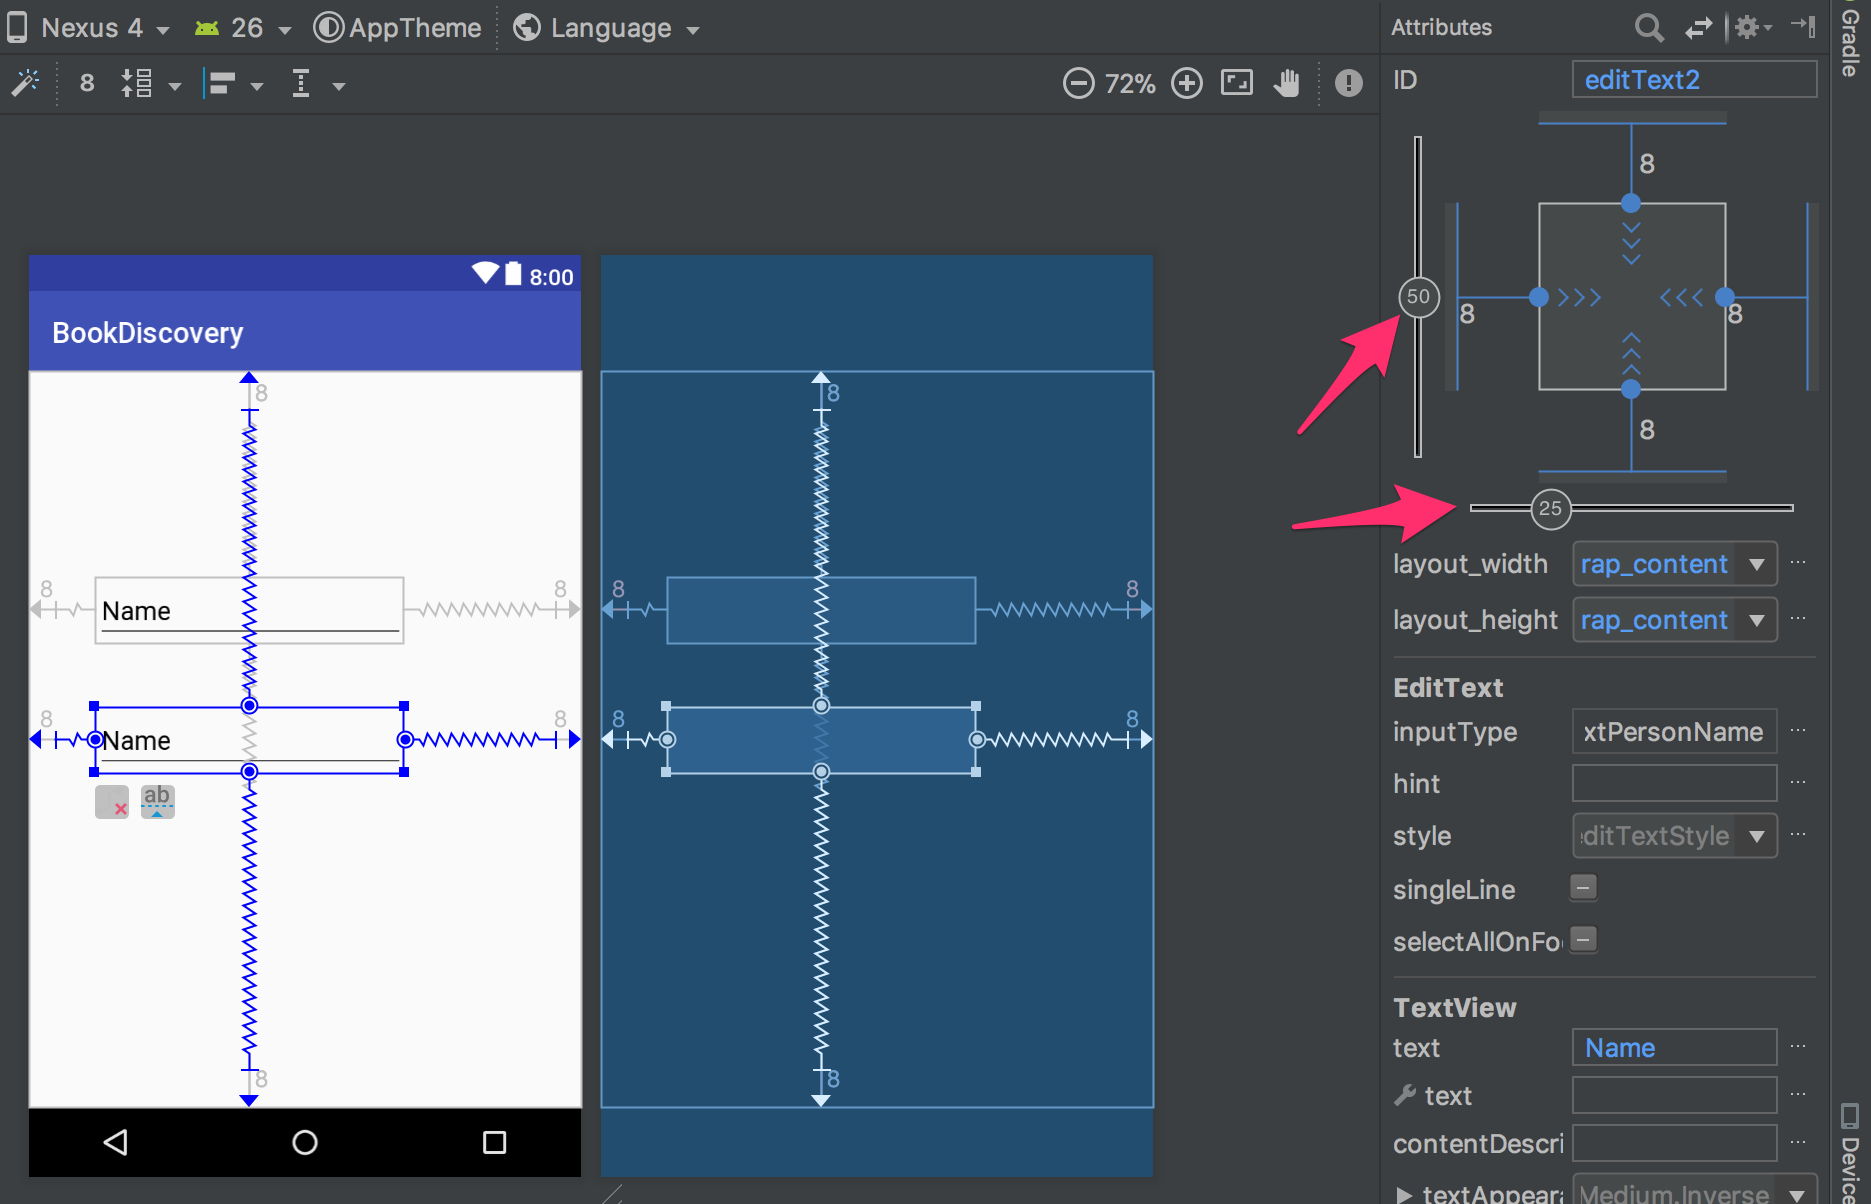 Nexus 4
26
AppTheme
Language
Attributes
Gradle
8
72%
ID
editText2
8
50
8
8
8
25
8:00
BookDiscovery
8
8
8
8
Name
8
8
8
8
Name
8
8
8
8
ab
8
8
layout_width
rap_content
layout_height
rap_content
EditText
inputType
xtPersonName
hint
style
ditTextStyle
singleLine
selectAllOnFo
TextView
text
Name
text
contentDescri
textAppeara
Medium.Inverse
Device